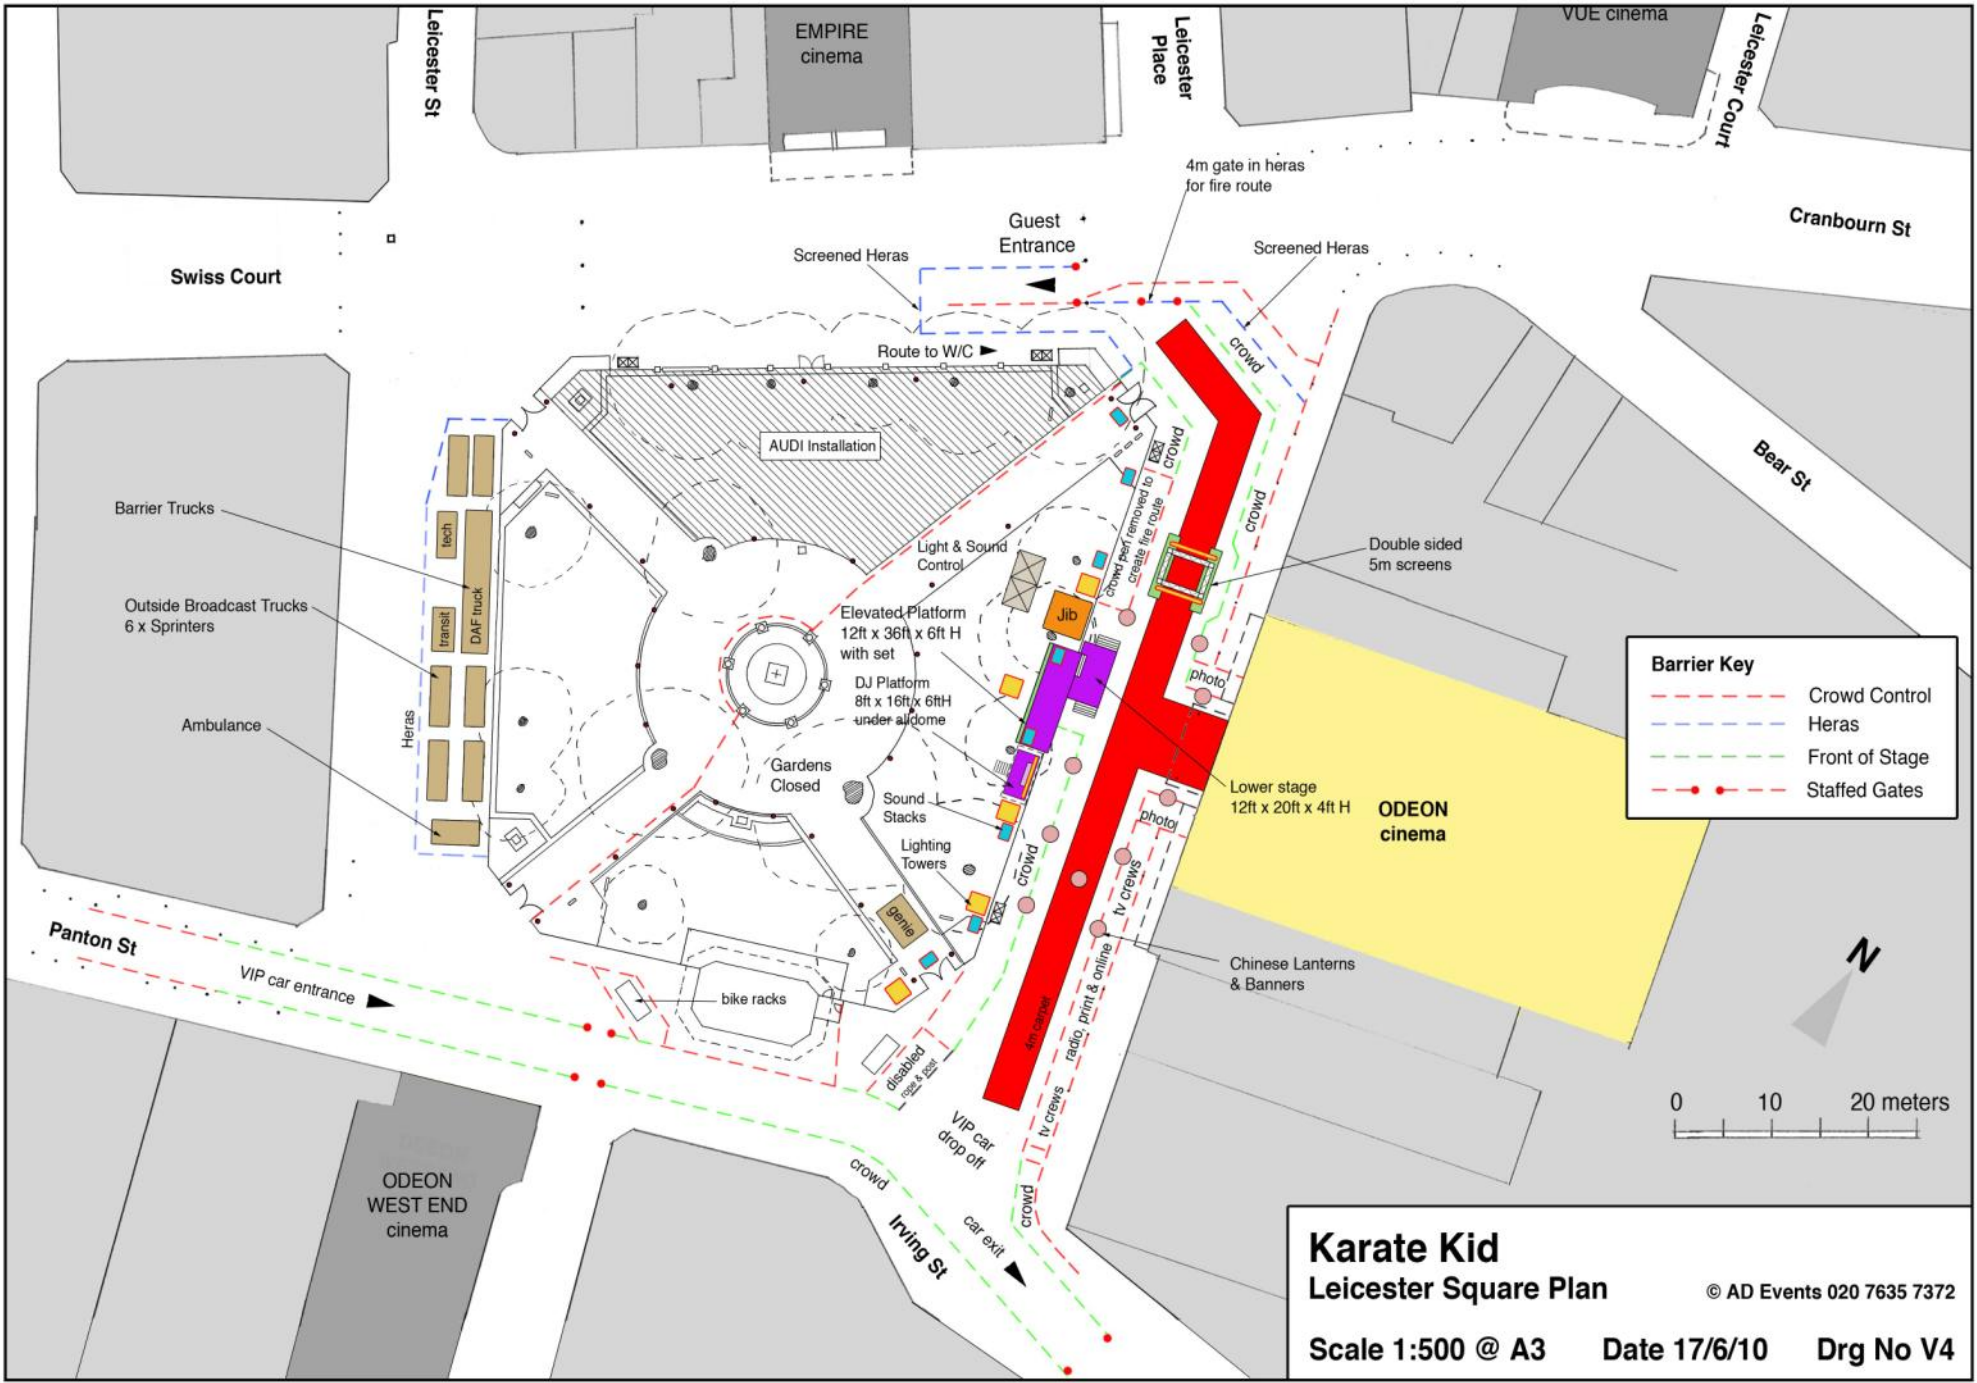 Leicester St
EMPIRE
cinema
Leicester
Place
VUE cinema
Leicester Court
4m gate in heras
for fire route
Guest
Entrance
Screened Heras
Screened Heras
Cranbourn St
Swiss Court
Route to W/C
crowd
AUDI Installation
crowd
Bear St
Barrier Trucks
tech
crowd pen removed to
create fire route
crowd
Light & Sound
Control
Double sided
5m screens
Outside Broadcast Trucks
6 x Sprinters
transit
DAF truck
Elevated Platform
12ft x 36ft x 6ft H
with set
Jib
DJ Platform
8ft x 16ft x 6ftH
under alldome
photo
Barrier Key
Crowd Control
Heras
Front of Stage
Staffed Gates
Ambulance
Heras
Gardens
Closed
Lower stage
12ft x 20ft x 4ft H
ODEON
cinema
Sound
Stacks
photo
Lighting
Towers
crowd
tv crews
genie
Panton St
VIP car entrance
bike racks
Chinese Lanterns
& Banners
radio, print & online
4m carpet
disabled
rope & post
N
tv crews
VIP car
drop off
0 10 20 meters
ODEON
WEST END
cinema
crowd
crowd
Irving St
car exit
Karate Kid
Leicester Square Plan
© AD Events 020 7635 7372
Scale 1:500 @ A3 Date 17/6/10 Drg No V4